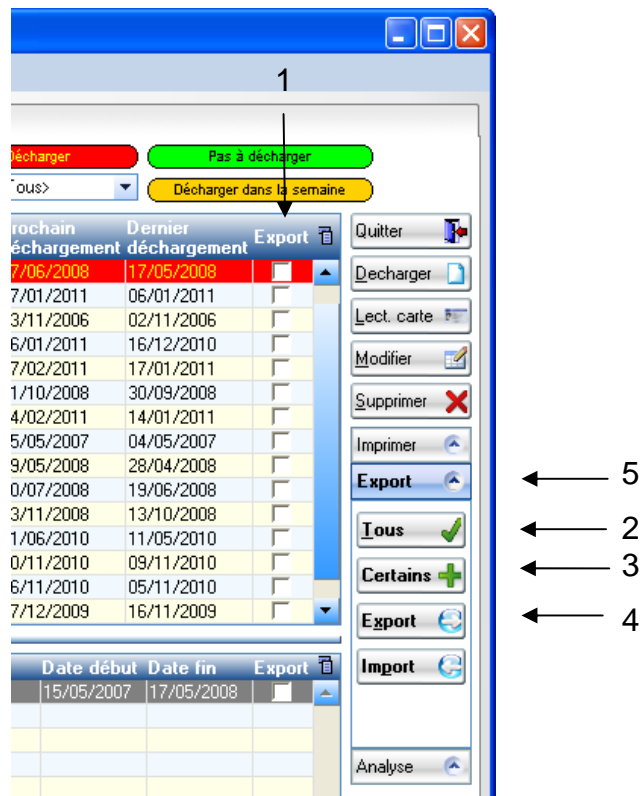 1
Décharger Pas à décharger
Tous> Décharger dans la semaine
rochain Dernier
échargement déchargement Export
7/06/2008 17/05/2008
7/01/2011 06/01/2011
3/11/2006 02/11/2006
6/01/2011 16/12/2010
7/02/2011 17/01/2011
1/10/2008 30/09/2008
4/02/2011 14/01/2011
5/05/2007 04/05/2007
9/05/2008 28/04/2008
0/07/2008 19/06/2008
3/11/2008 13/10/2008
1/06/2010 11/05/2010
0/11/2010 09/11/2010
6/11/2010 05/11/2010
7/12/2009 16/11/2009
Date début Date fin Export
15/05/2007 17/05/2008
Quitter
Decharger
Lect. carte
Modifier
Supprimer
Imprimer
Export
Tous
Certains
Export
Import
Analyse
5
2
3
4